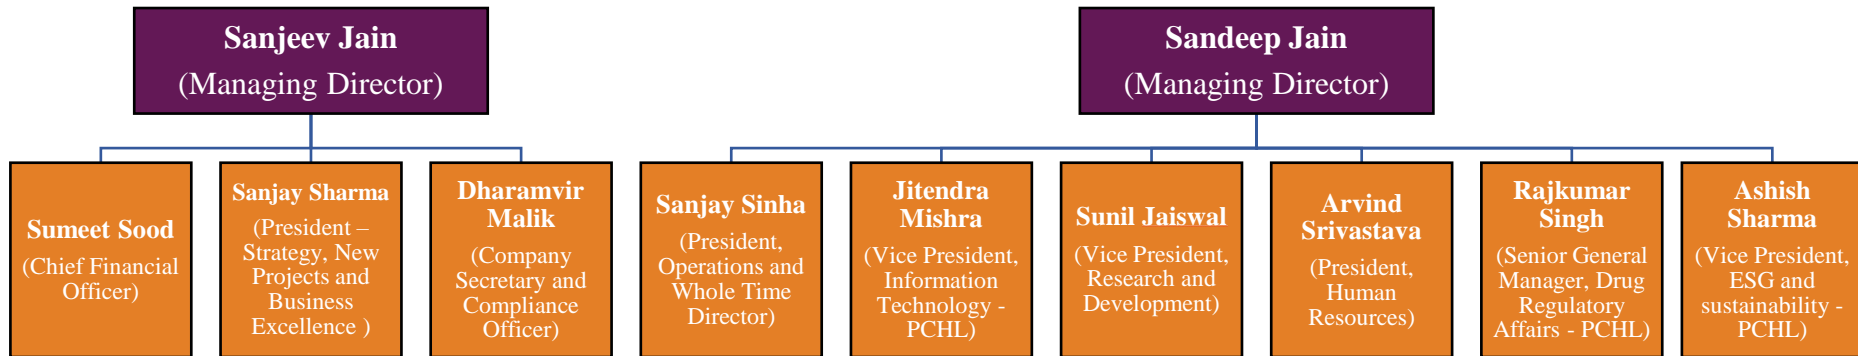 Sanjeev Jain
(Managing Director)
Sandeep Jain
(Managing Director)
Sumeet Sood
(Chief Financial
Officer)
Sanjay Sharma
(President –
Strategy, New
Projects and
Business
Excellence )
Dharamvir
Malik
(Company
Secretary and
Compliance
Officer)
Sanjay Sinha
(President,
Operations and
Whole Time
Director)
Jitendra
Mishra
(Vice President,
Information
Technology -
PCHL)
Sunil Jaiswal
(Vice President,
Research and
Development)
Arvind
Srivastava
(President,
Human
Resources)
Rajkumar
Singh
(Senior General
Manager, Drug
Regulatory
Affairs - PCHL)
Ashish
Sharma
(Vice President,
ESG and
sustainability -
PCHL)